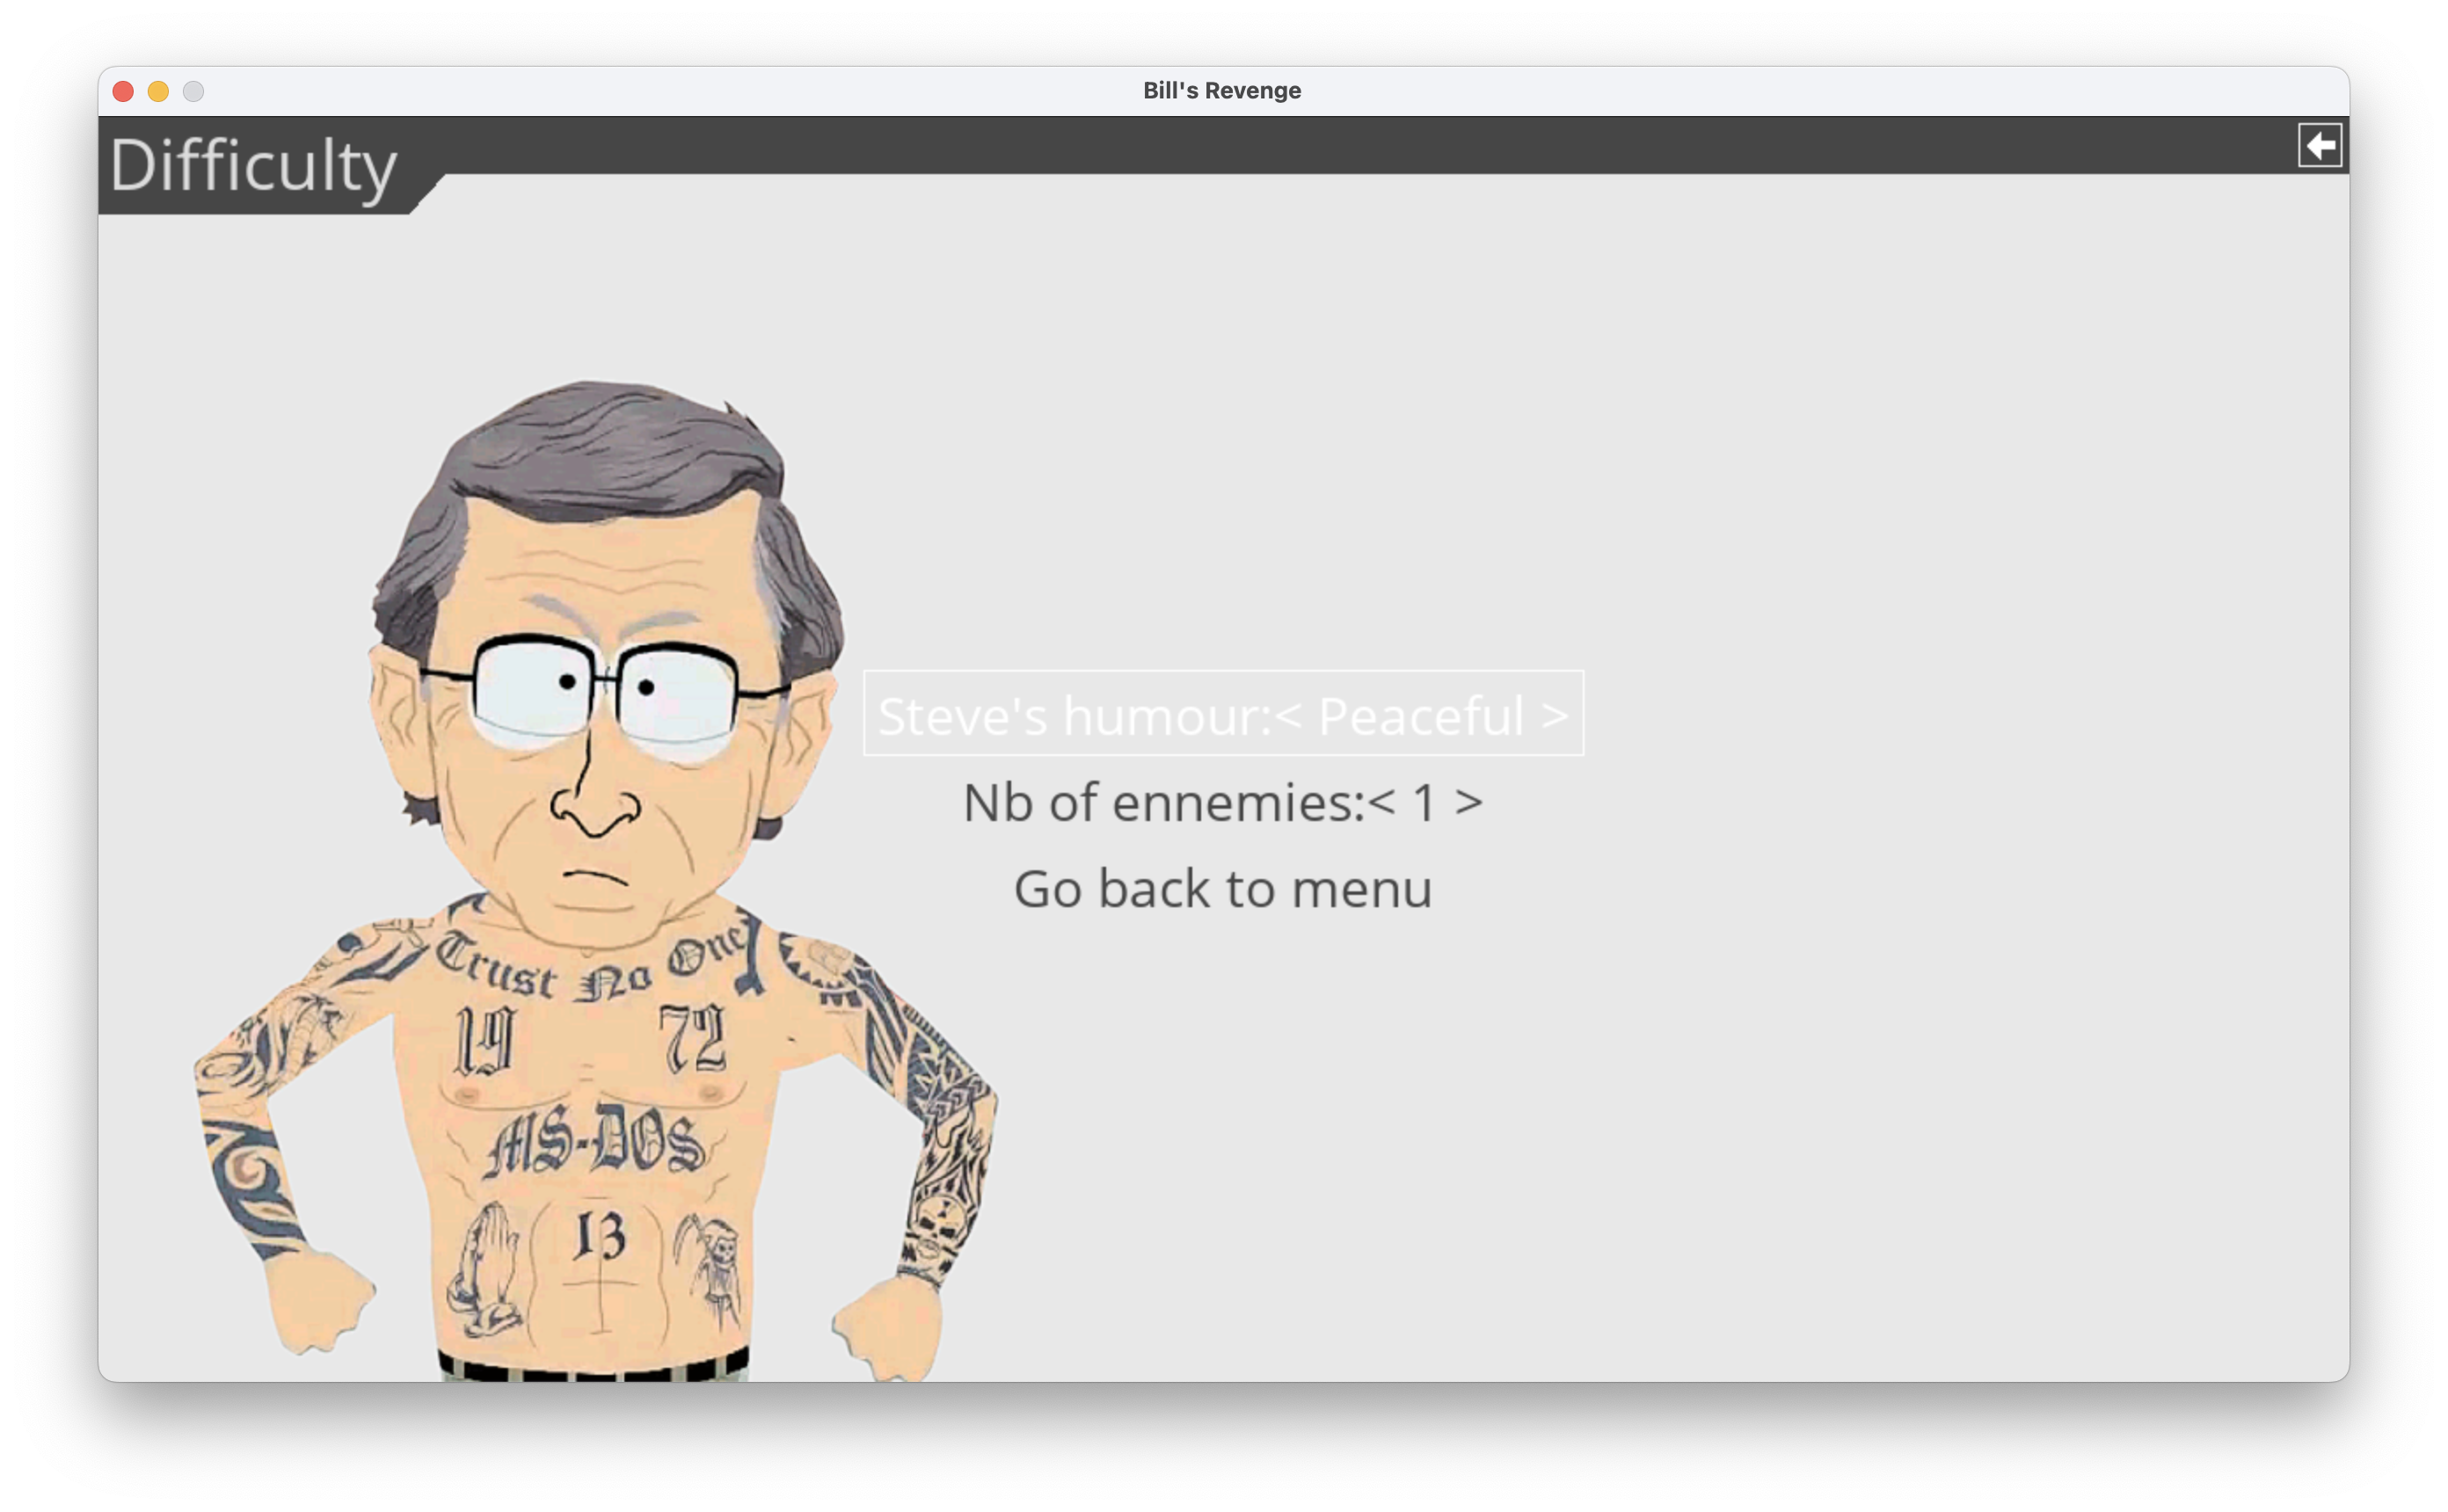 Bill's Revenge
Difficulty
Steve's humour:< Peaceful >
Nb of ennemies:< 1 >
Go back to menu
Trust No One
19 72
MS-DOS
13